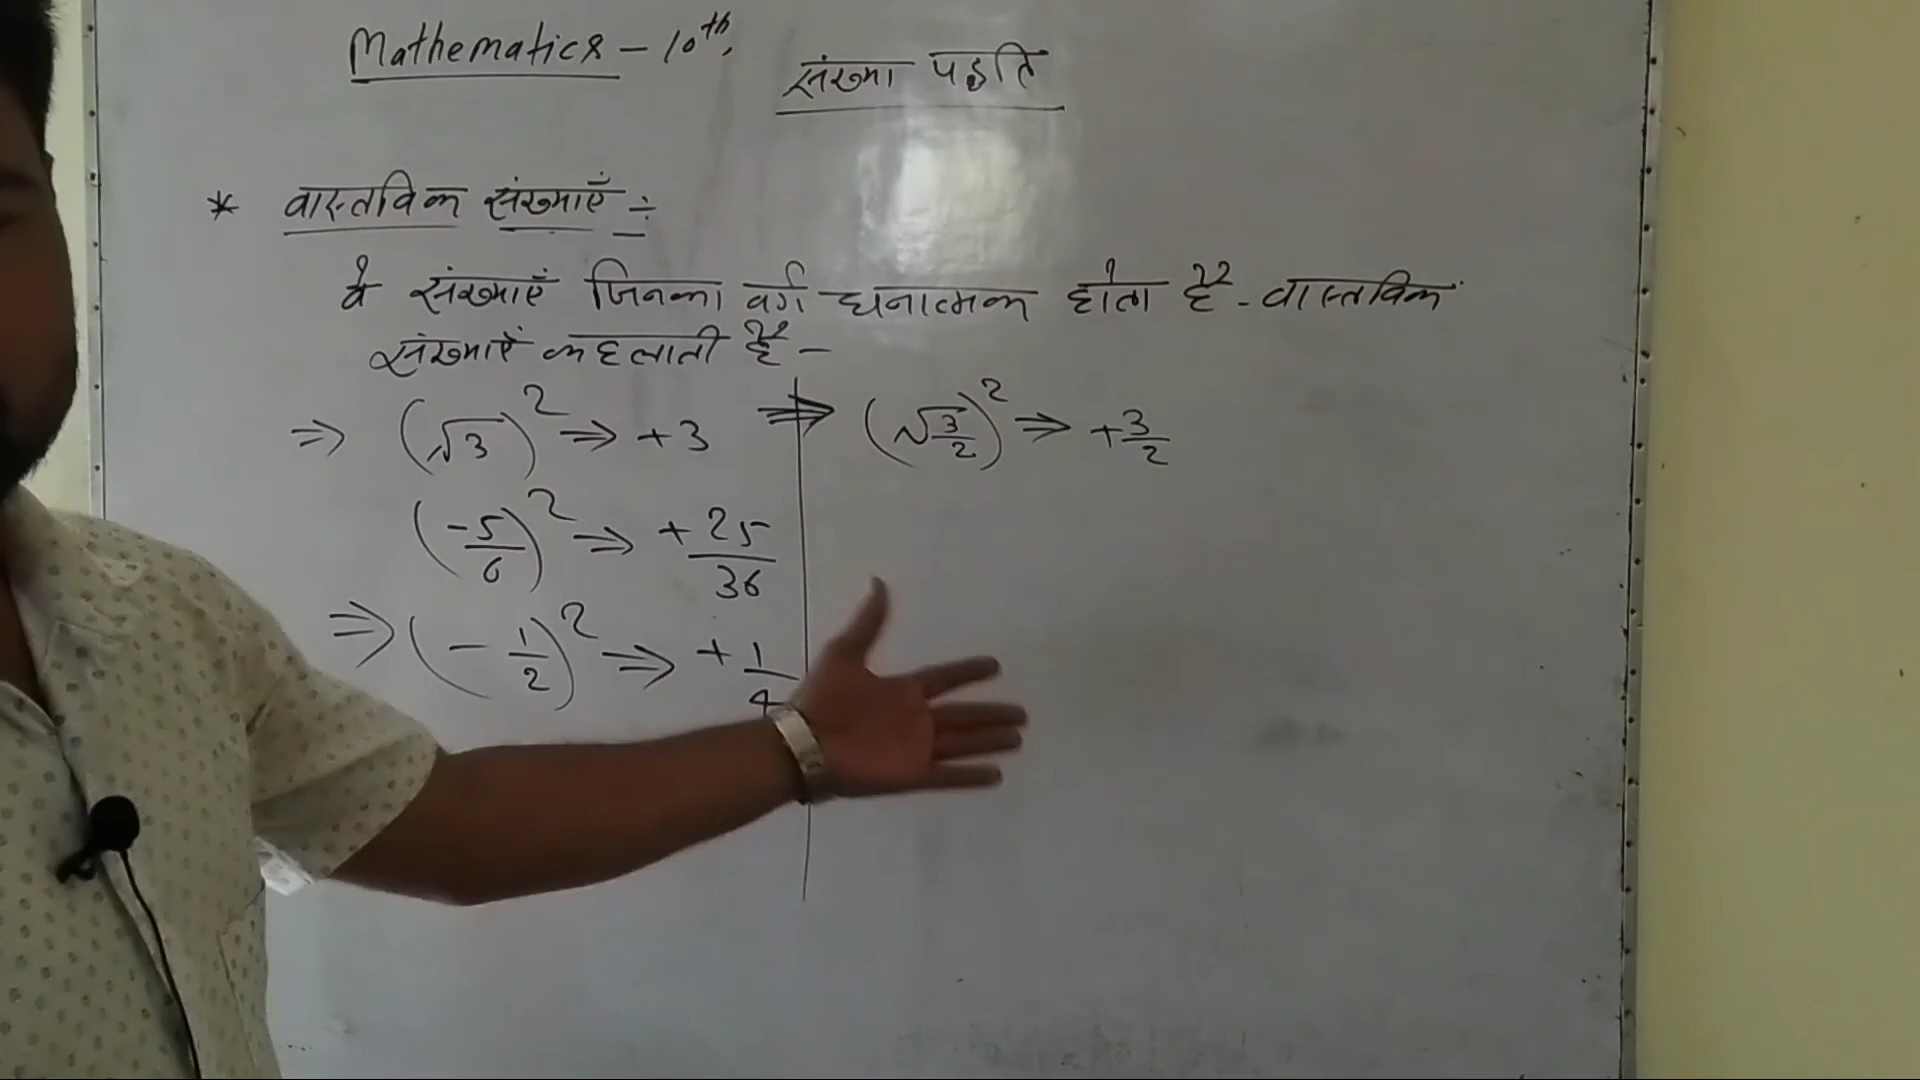 Mathematics - 10th.
संख्या पद्धति
* वास्तविक संख्याएँ :-
वे संख्याएँ जिनका वर्ग धनात्मक होता है - वास्तविक
संख्याएँ कहलाती है -
⇒ (√3)² ⇒ +3
(-5/6)² ⇒ +25/36
⇒ (-1/2)² ⇒ +1/4
⇒ (√3/2)² ⇒ +3/2